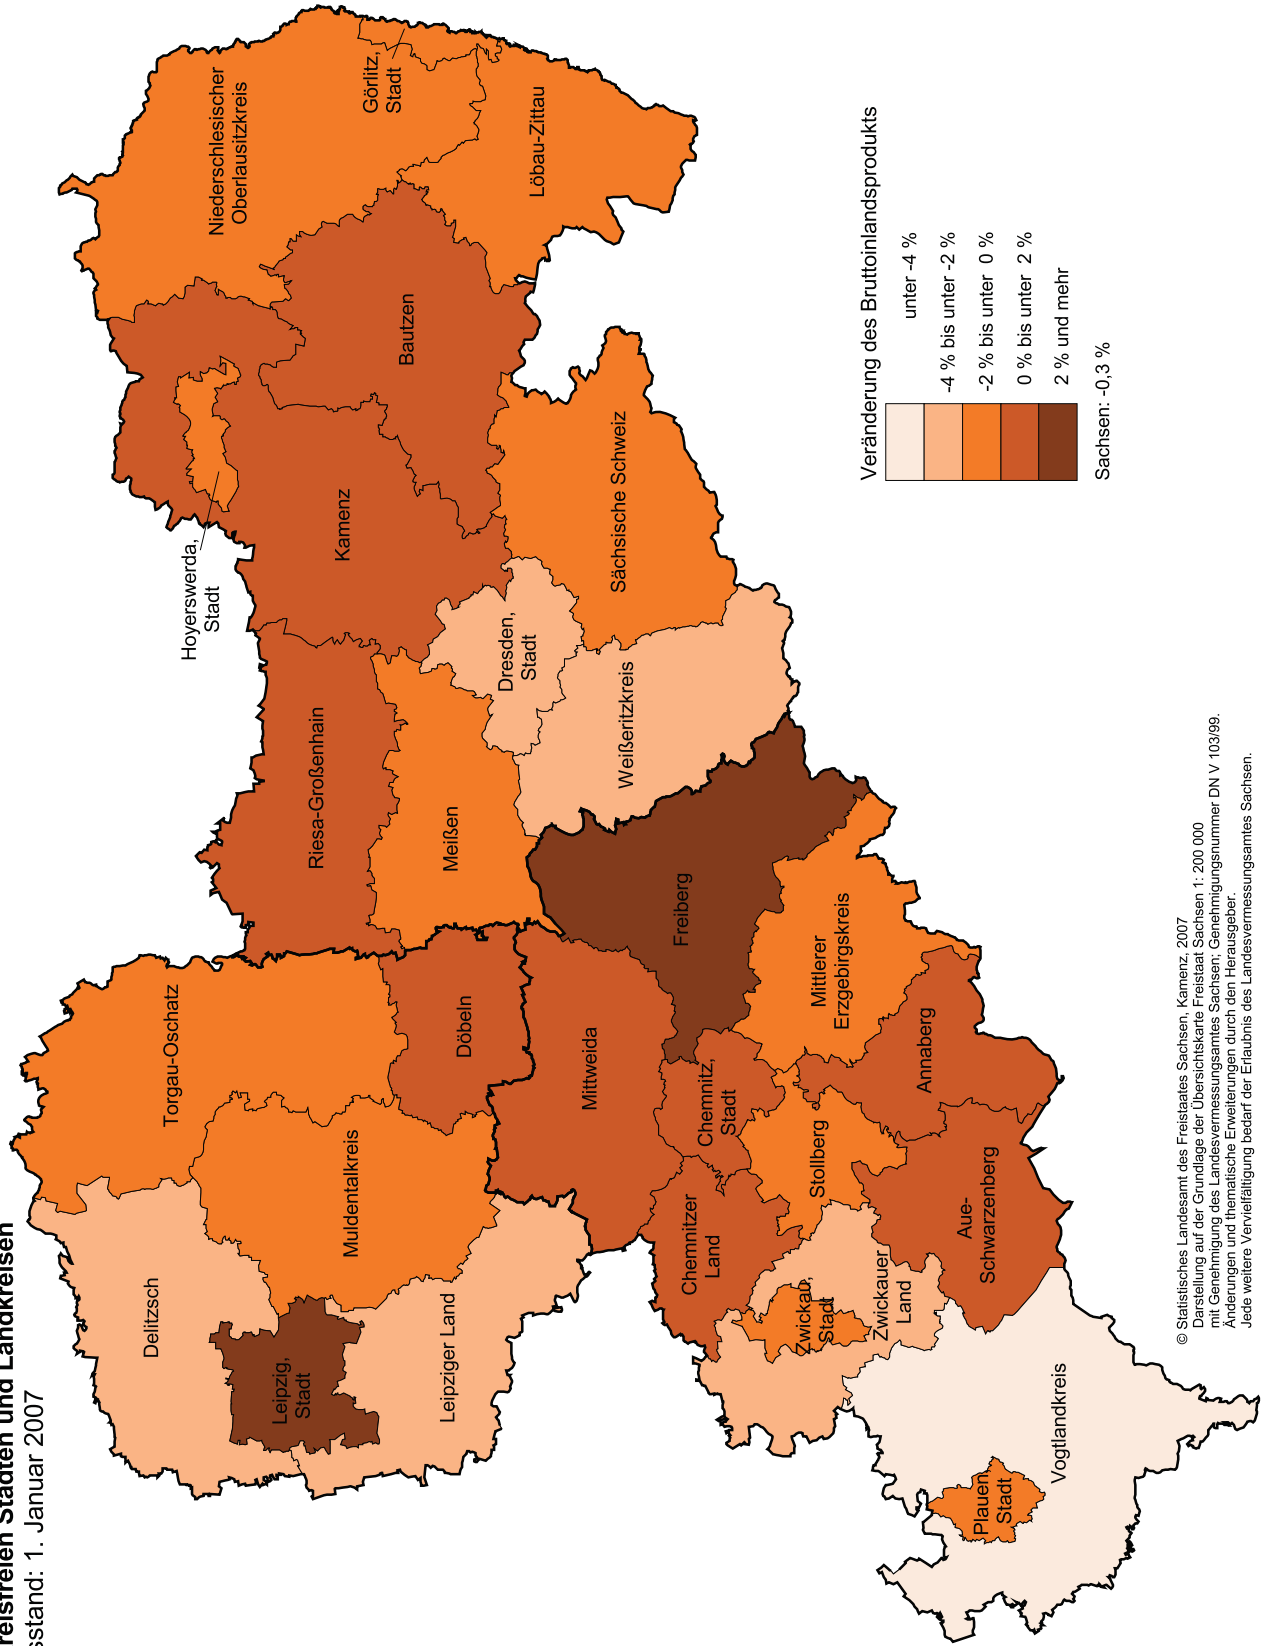 reisfreien Städten und Landkreisen
sstand: 1. Januar 2007
Torgau-Oschatz
Delitzsch
Leipzig,
Stadt
Muldentalkreis
Leipziger Land
Döbeln
Riesa-Großenhain
Meißen
Hoyerswerda,
Stadt
Kamenz
Bautzen
Niederschlesischer
Oberlausitzkreis
Görlitz,
Stadt
Löbau-Zittau
Dresden,
Stadt
Sächsische Schweiz
Weißeritzkreis
Freiberg
Mittweida
Chemnitz,
Stadt
Chemnitzer
Land
Mittlerer
Erzgebirgskreis
Stollberg
Annaberg
Zwickau,
Stadt
Zwickauer
Land
Aue-
Schwarzenberg
Plauen,
Stadt
Vogtlandkreis
Veränderung des Bruttoinlandsprodukts
unter -4 %
-4 % bis unter -2 %
-2 % bis unter 0 %
0 % bis unter 2 %
2 % und mehr
Sachsen: -0,3 %
© Statistisches Landesamt des Freistaates Sachsen, Kamenz, 2007
Darstellung auf der Grundlage der Übersichtskarte Freistaat Sachsen 1: 200 000
mit Genehmigung des Landesvermessungsamtes Sachsen; Genehmigungsnummer DN V 103/99.
Änderungen und thematische Erweiterungen durch den Herausgeber.
Jede weitere Vervielfältigung bedarf der Erlaubnis des Landesvermessungsamtes Sachsen.